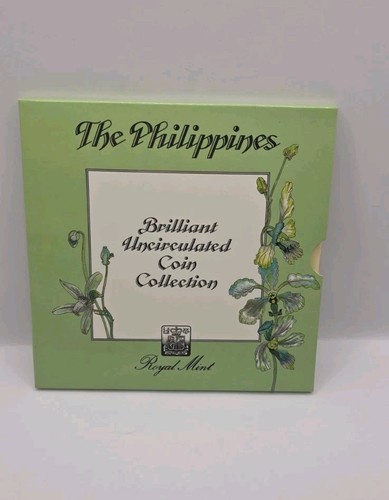 The Philippines
Brilliant
Uncirculated
Coin
Collection
Royal Mint